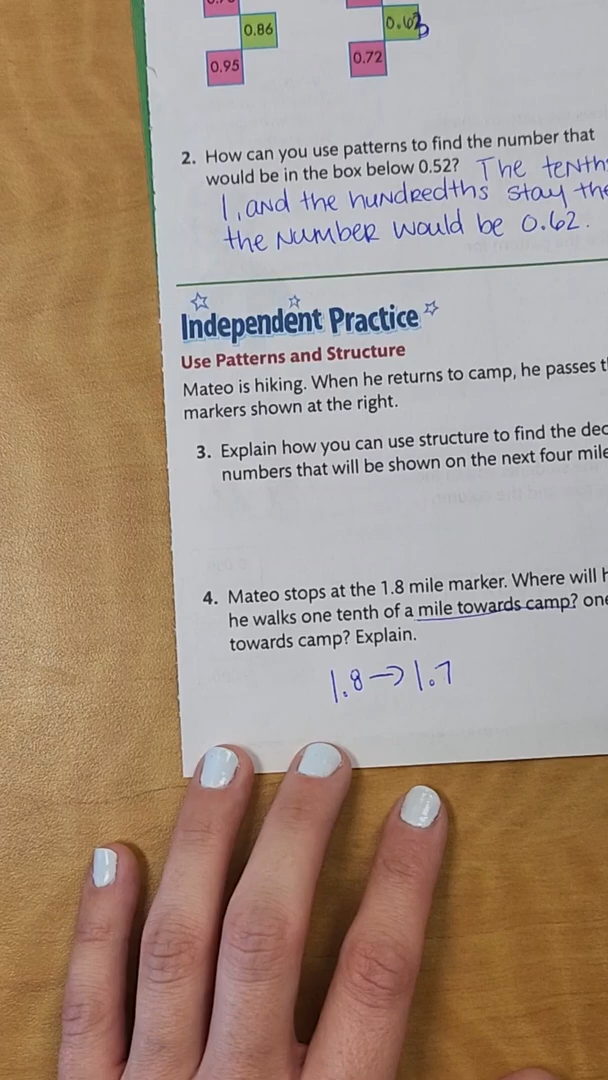 0.86
0.63
0.95
0.72
2. How can you use patterns to find the number that
would be in the box below 0.52? The tenths
1, and the hundredths stay the
the number would be 0.62.
Independent Practice
Use Patterns and Structure
Mateo is hiking. When he returns to camp, he passes
markers shown at the right.
3. Explain how you can use structure to find the dec
numbers that will be shown on the next four mile
4. Mateo stops at the 1.8 mile marker. Where will
he walks one tenth of a mile towards camp? one
towards camp? Explain.
1.8→1.7